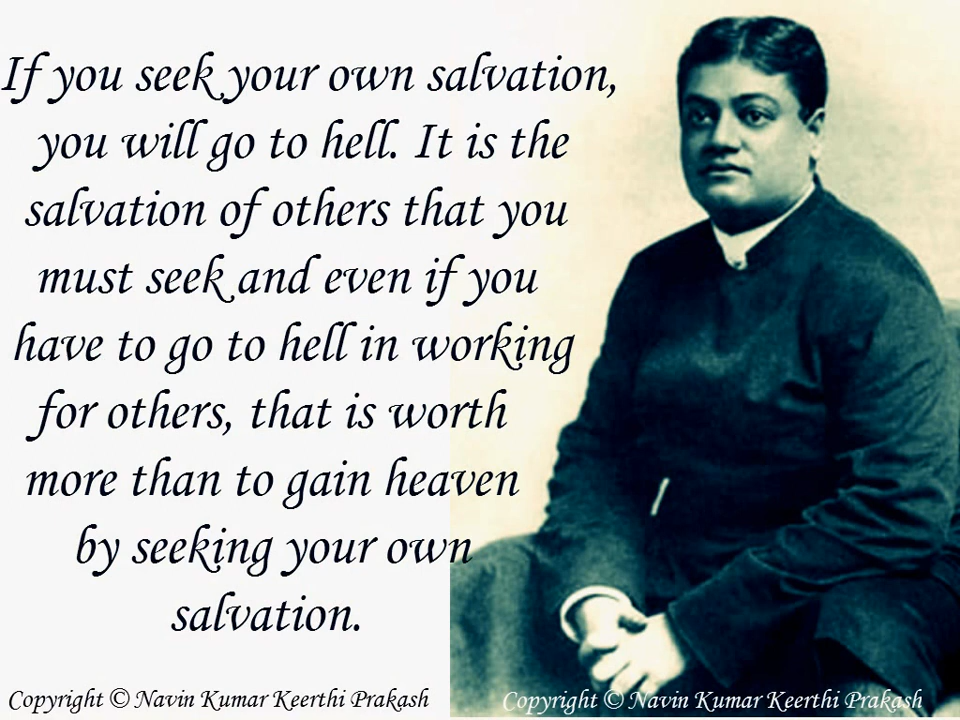 If you seek your own salvation,
you will go to hell. It is the
salvation of others that you
must seek and even if you
have to go to hell in working
for others, that is worth
more than to gain heaven
by seeking your own
salvation.
Copyright © Navin Kumar Keerthi Prakash
Copyright © Navin Kumar Keerthi Prakash